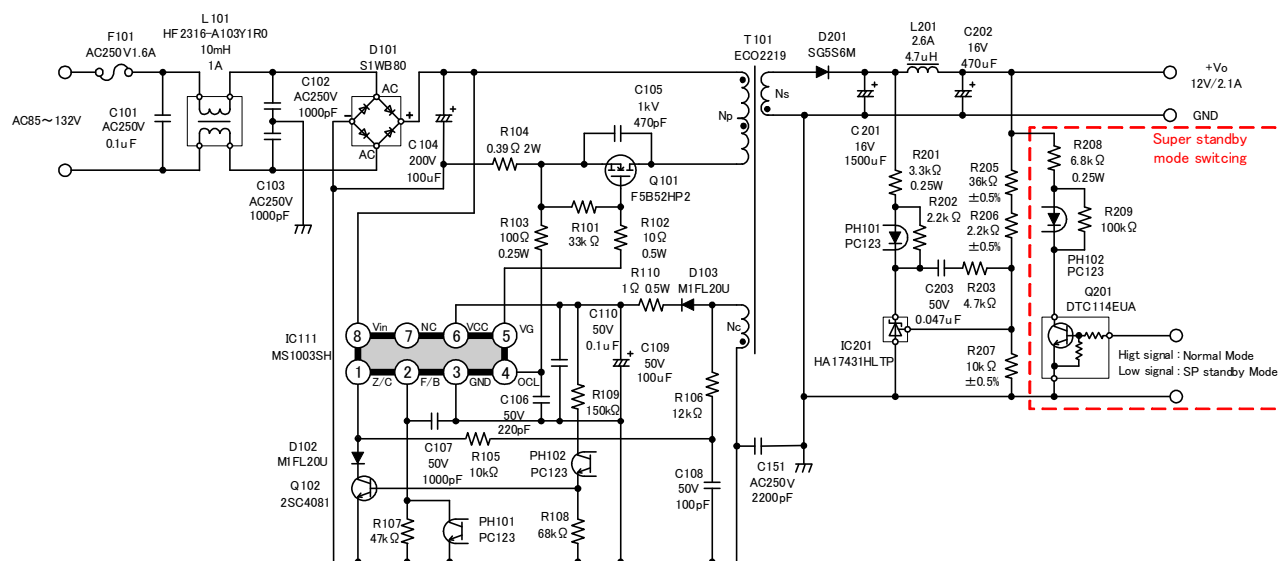 F101
AC250V1.6A
L101
HF2316-A103Y1R0
10mH
1A
D101
S1WB80
AC
AC
C101
AC250V
0.1uF
AC85～132V
C102
AC250V
1000pF
C103
AC250V
1000pF
−
+
+
C104
200V
100uF
R104
0.39Ω 2W
C105
1kV
470pF
Q101
F5B52HP2
R103
100Ω
0.25W
R101
33kΩ
R102
10Ω
0.5W
T101
ECO2219
Np
Ns
Nc
D201
SG5S6M
L201
2.6A
4.7uH
C202
16V
470uF
+
+
+Vo
12V/2.1A
GND
C201
16V
1500uF
R201
3.3kΩ
0.25W
R202
2.2kΩ
PH101
PC123
R205
36kΩ
±0.5%
R206
2.2kΩ
±0.5%
C203
50V
0.047uF
R203
4.7kΩ
IC201
HA17431HLTP
R207
10kΩ
±0.5%
Super standby
mode switcing
R208
6.8kΩ
0.25W
R209
100kΩ
PH102
PC123
Q201
DTC114EUA
Higt signal : Normal Mode
Low signal : SP standby Mode
R110
1Ω 0.5W
D103
M1FL20U
IC111
MS1003SH
8
Vin
7
NC
6
VCC
5
VG
1
Z/C
2
F/B
3
GND
4
OCL
C110
50V
0.1uF
+
C109
50V
100uF
C106
50V
220pF
R109
150kΩ
R106
12kΩ
C107
50V
1000pF
R105
10kΩ
PH102
PC123
D102
M1FL20U
Q102
2SC4081
C108
50V
100pF
C151
AC250V
2200pF
R107
47kΩ
PH101
PC123
R108
68kΩ